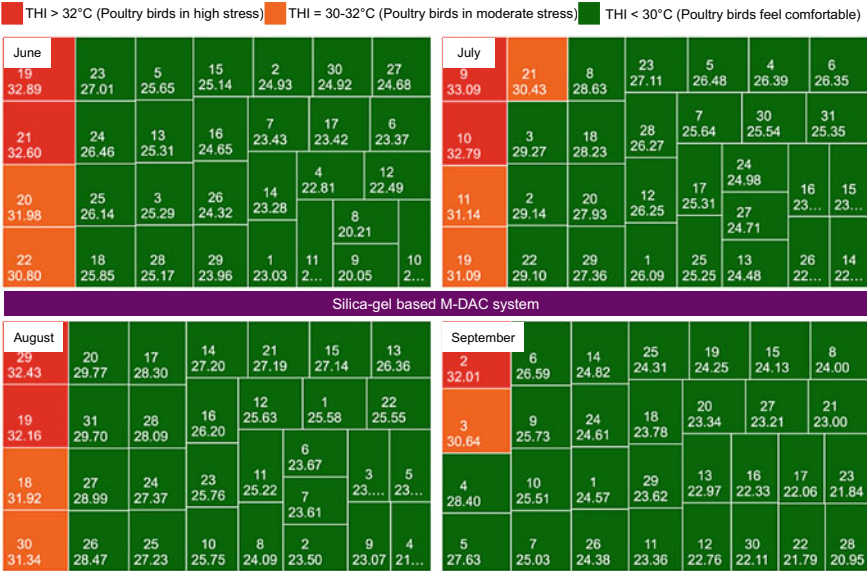 THI > 32°C (Poultry birds in high stress) THI = 30-32°C (Poultry birds in moderate stress) THI < 30°C (Poultry birds feel comfortable)
June
19 23 5 15 2 30 27
32.89 27.01 25.65 25.14 24.93 24.92 24.68
7 17 6
23.43 23.42 23.37
21 24 13 16
32.60 26.46 25.31 24.65
4 12
22.81 22.49
20 25 3 26 14
31.98 26.14 25.29 24.32 23.28
8
20.21
22 18 28 29 1 11 9 10
30.80 25.85 25.17 23.96 23.03 2... 20.05 2...
July
9 21 8 23 5 4 6
33.09 30.43 28.63 27.11 26.48 26.39 26.35
7 30 31
25.64 25.54 25.35
10 3 18 28
32.79 29.27 28.23 26.27
24
24.98
11 2 20 12 17 16 15
31.14 29.14 27.93 26.25 25.31 23... 23...
27
24.71
19 22 29 1 25 13 26 14
31.09 29.10 27.36 26.09 25.25 24.48 22... 22...
Silica-gel based M-DAC system
August
29 20 17 14 21 15 13
32.43 29.77 28.30 27.20 27.19 27.14 26.36
12 1 22
25.63 25.58 25.55
19 31 28 16
32.16 29.70 28.09 26.20
6
23.67
18 27 24 23 11 3 5
31.92 28.99 27.37 25.76 25.22 23.... 23...
7
23.61
30 26 25 10 8 2 9 4
31.34 28.47 27.23 25.75 24.09 23.50 23.07 21...
September
2 6 14 25 19 15 8
32.01 26.59 24.82 24.31 24.25 24.13 24.00
20 27 21
23.34 23.21 23.00
3 9 24 18
30.64 25.73 24.61 23.78
4 10 1 29 13 16 17 23
28.40 25.51 24.57 23.62 22.97 22.33 22.06 21.84
5 7 26 11 12 30 22 28
27.63 25.03 24.38 23.36 22.76 22.11 21.79 20.95